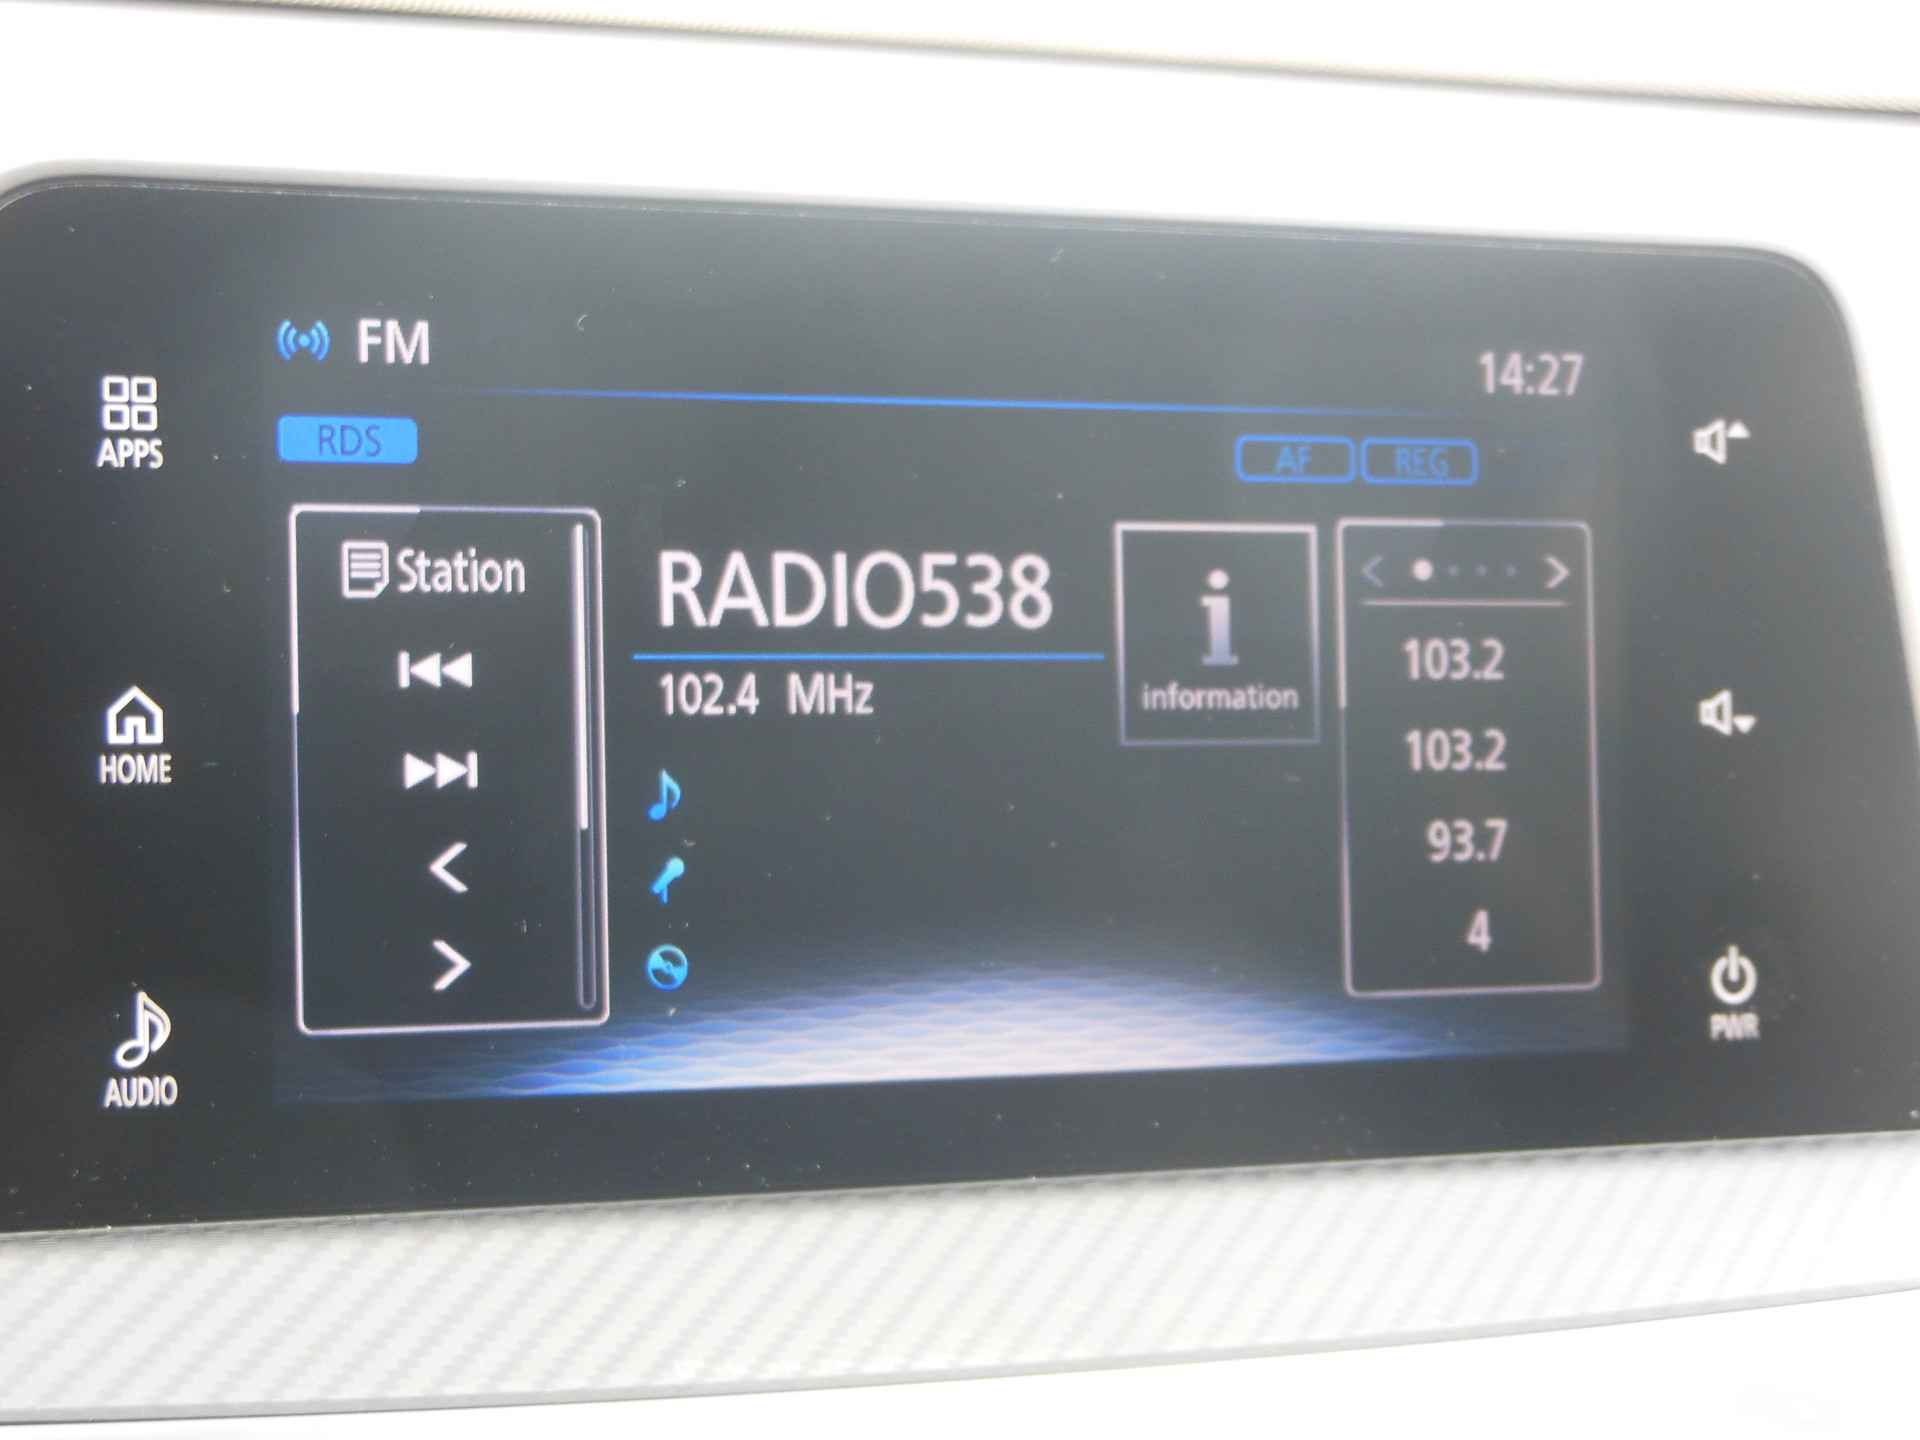 FM
14:27
APPS
RDS
AF
REG
Station
RADIO538
102.4 MHz
information
103.2
103.2
93.7
4
HOME
AUDIO
PWR